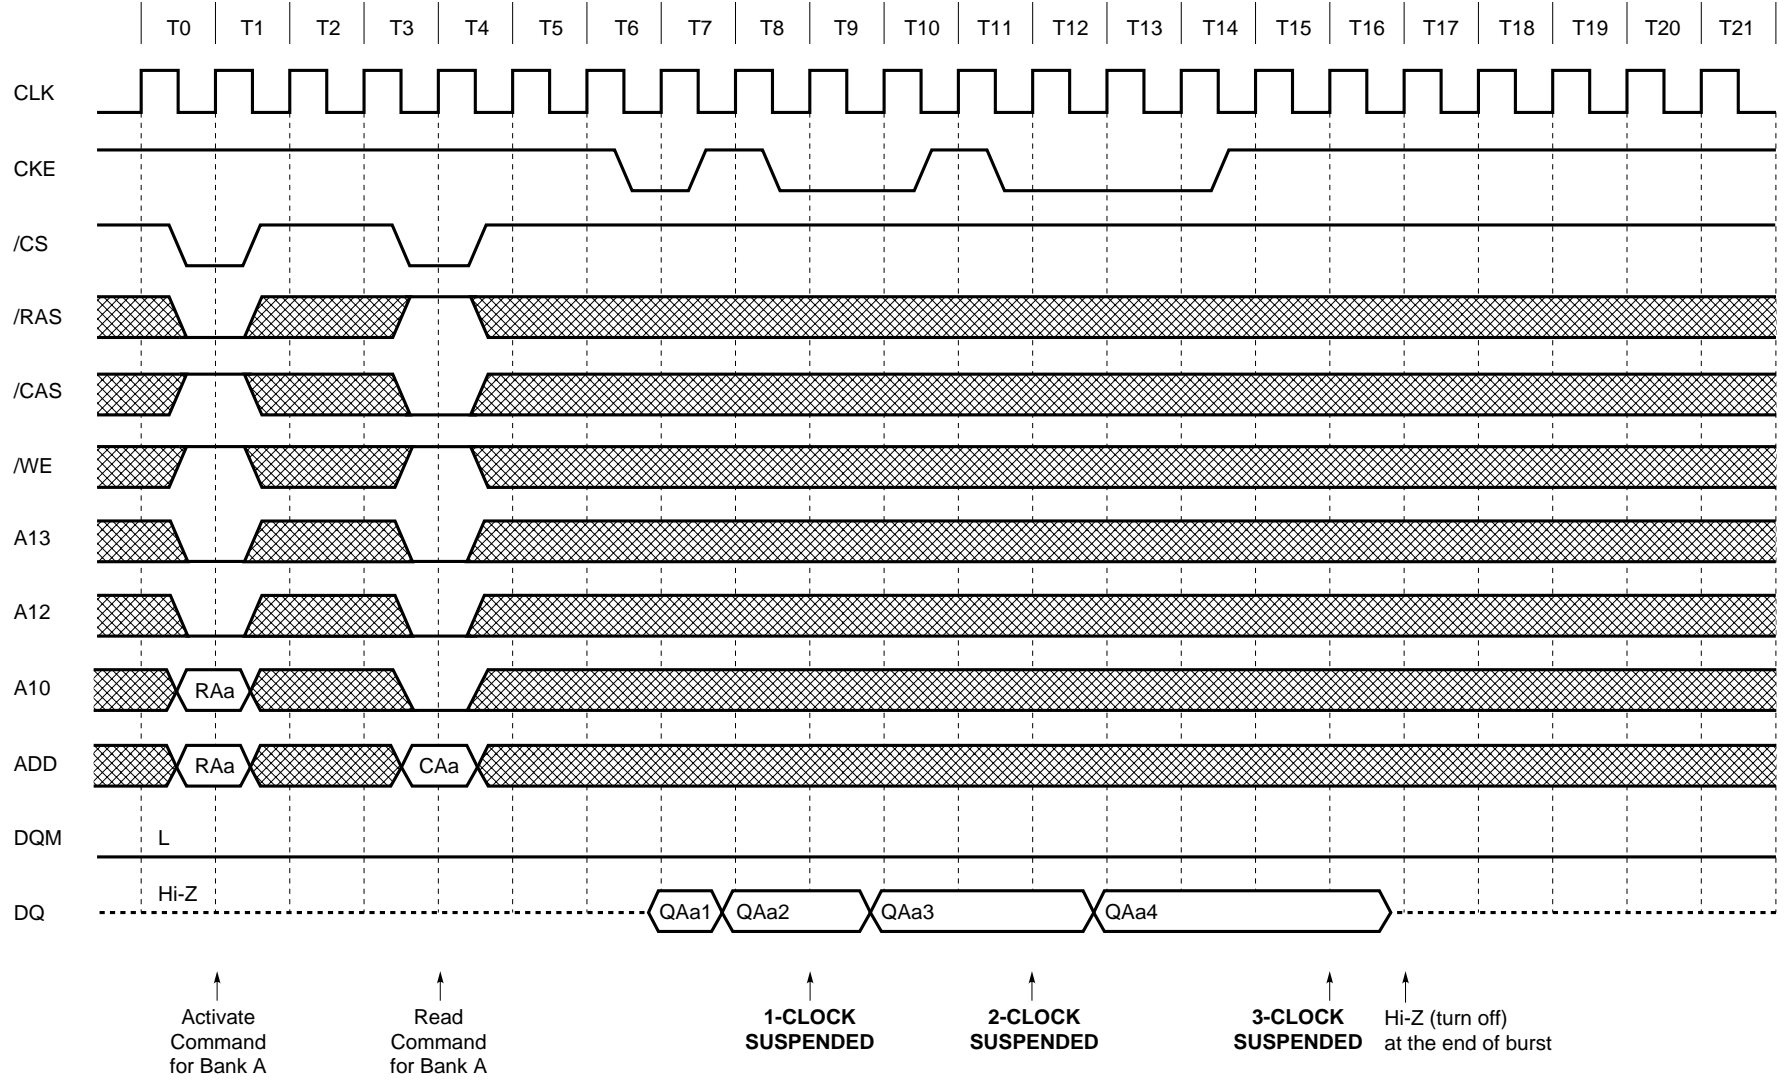 T0 T1 T2 T3 T4 T5 T6 T7 T8 T9 T10 T11 T12 T13 T14 T15 T16 T17 T18 T19 T20 T21
CLK
CKE
/CS
/RAS
/CAS
/WE
A13
A12
A10 RAa
ADD RAa CAa
DQM L
Hi-Z
DQ QAa1 QAa2 QAa3 QAa4
Activate
Command
for Bank A
Read
Command
for Bank A
1-CLOCK
SUSPENDED
2-CLOCK
SUSPENDED
3-CLOCK
SUSPENDED
Hi-Z (turn off)
at the end of burst